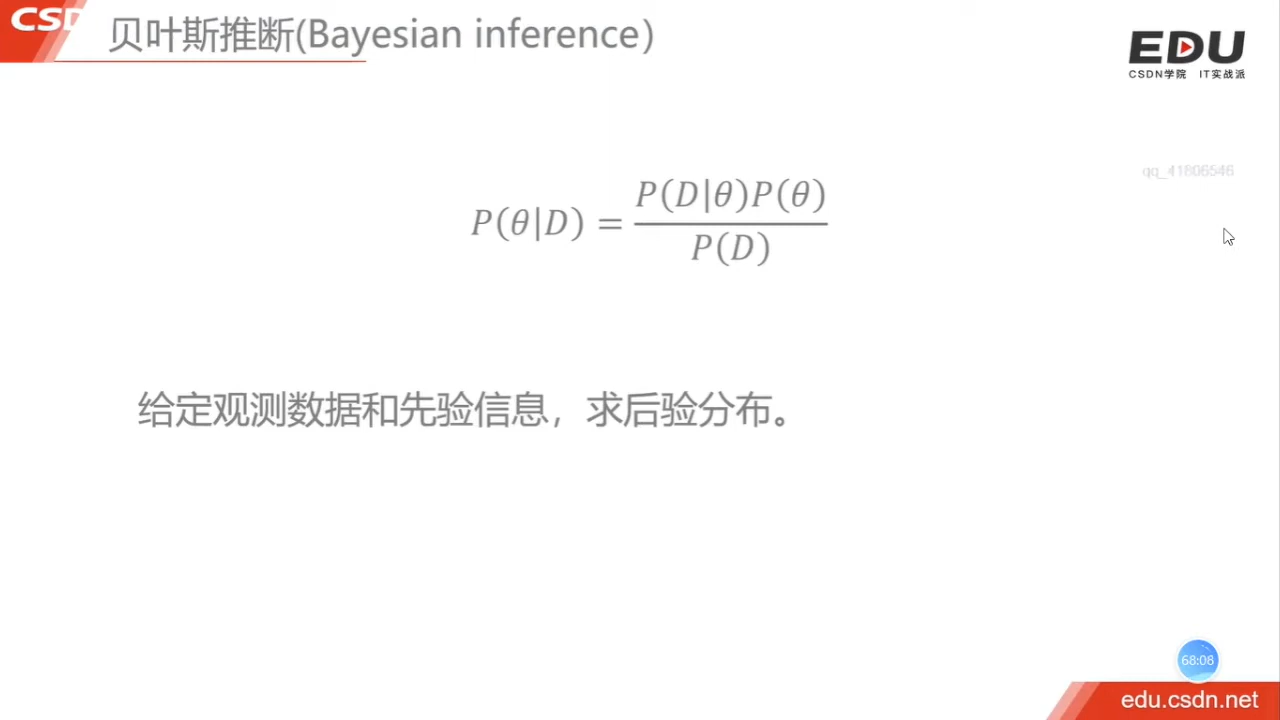 CSD
贝叶斯推断(Bayesian inference)
EDU
CSDN学院 IT实战派
qq_41806546
P(θ|D) = P(D|θ)P(θ) / P(D)
给定观测数据和先验信息，求后验分布。
68:08
edu.csdn.net